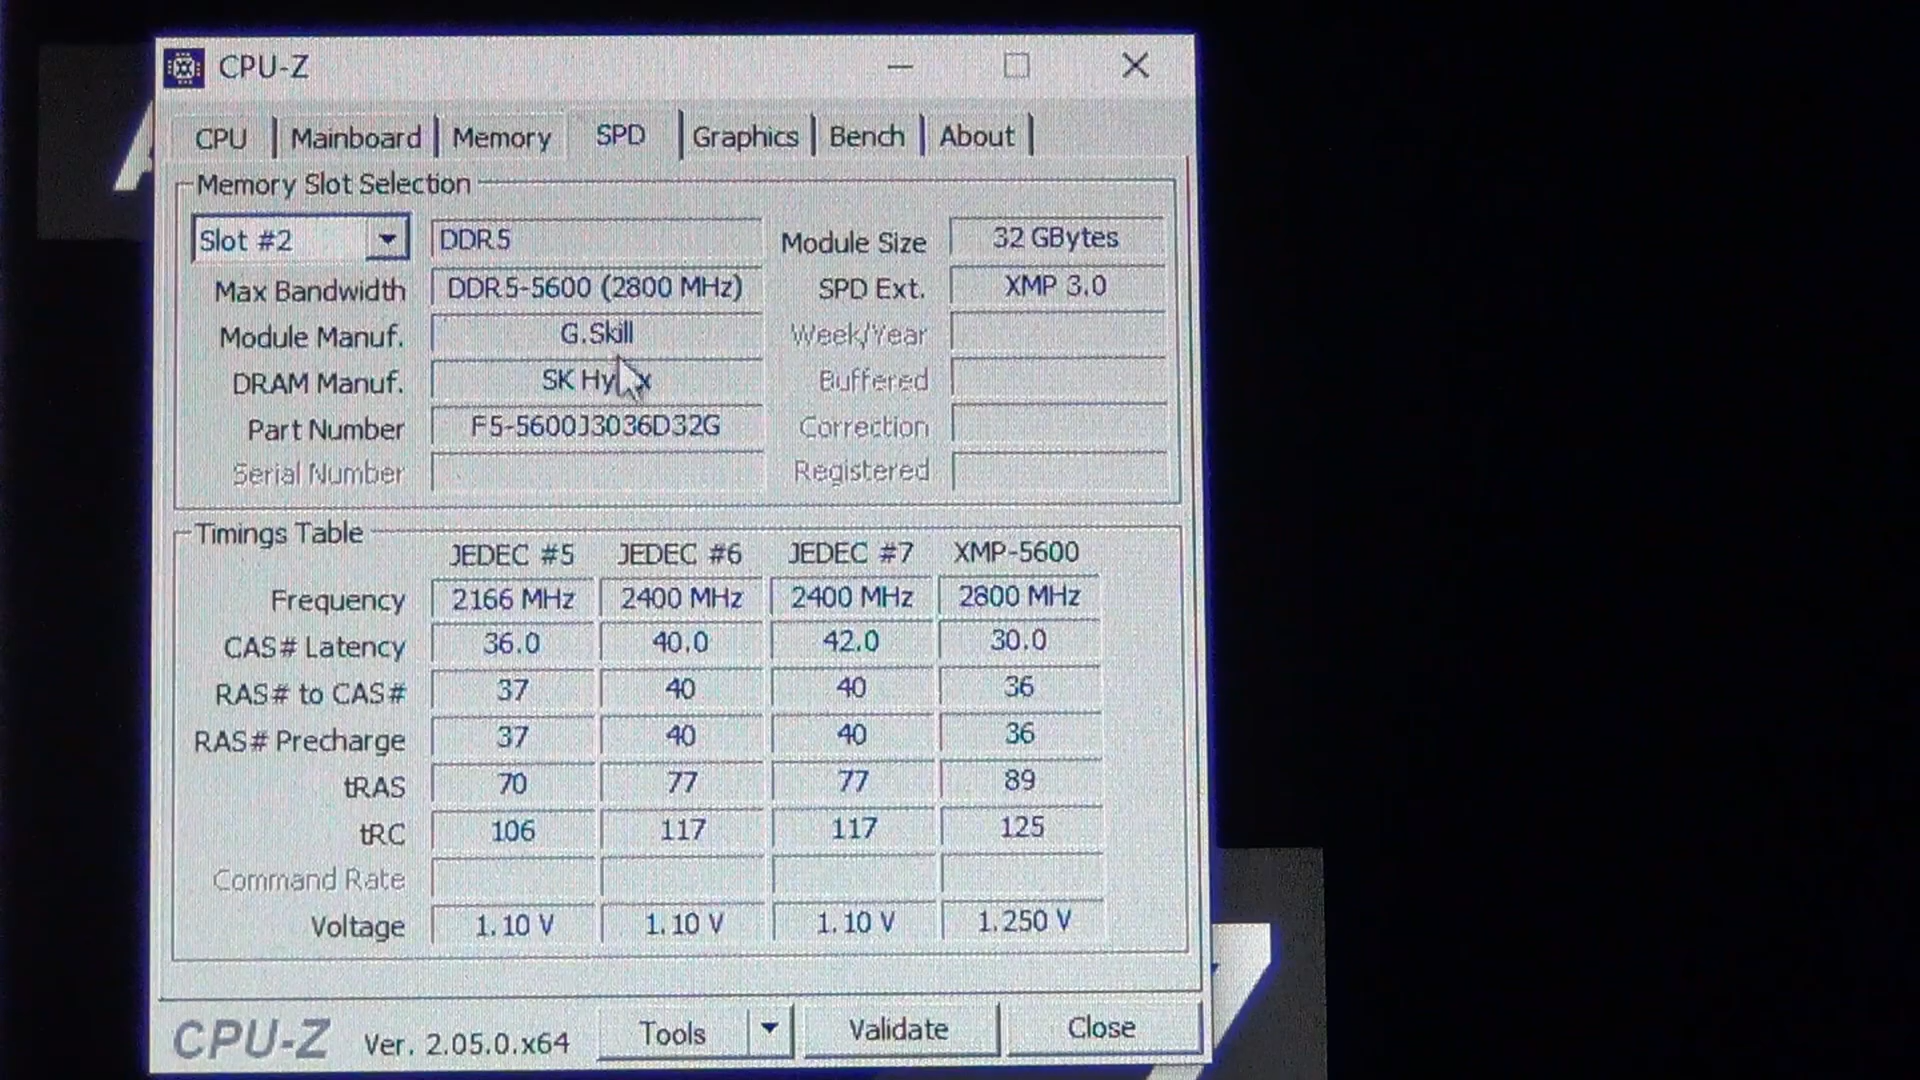 CPU-Z
CPU Mainboard Memory SPD Graphics Bench About
Memory Slot Selection
Slot #2 DDR5 Module Size 32 GBytes
Max Bandwidth DDR5-5600 (2800 MHz) SPD Ext. XMP 3.0
Module Manuf. G.Skill Week/Year
DRAM Manuf. SK Buffered
Part Number F5-5600J3036D32G Correction
Serial Number Registered
Timings Table
JEDEC #5 JEDEC #6 JEDEC #7 XMP-5600
Frequency 2166 MHz 2400 MHz 2400 MHz 2800 MHz
CAS# Latency 36.0 40.0 42.0 30.0
RAS# to CAS# 37 40 40 36
RAS# Precharge 37 40 40 36
tRAS 70 77 77 89
tRC 106 117 117 125
Command Rate
Voltage 1.10 V 1.10 V 1.10 V 1.250 V
CPU-Z Ver. 2.05.0.x64 Tools Validate Close